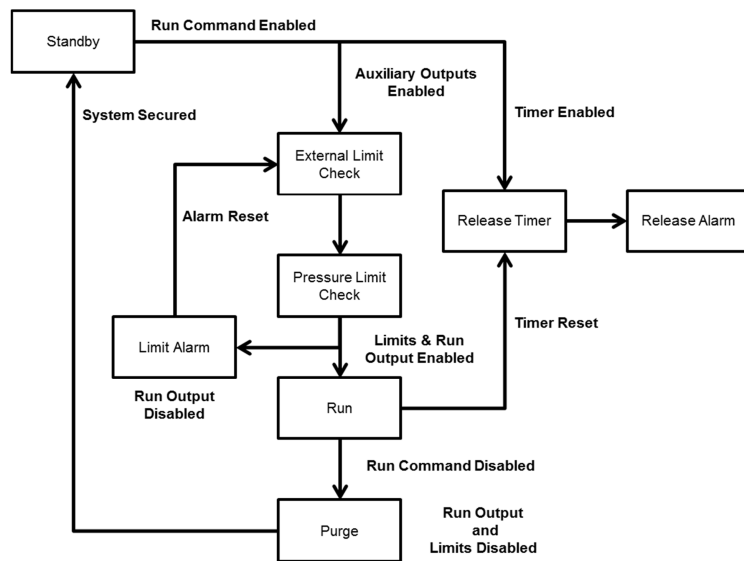 Standby
Run Command Enabled
Auxiliary Outputs
Enabled
System Secured
Timer Enabled
External Limit
Check
Alarm Reset
Release Timer
Release Alarm
Pressure Limit
Check
Timer Reset
Limit Alarm
Limits & Run
Output Enabled
Run Output
Disabled
Run
Run Command Disabled
Purge
Run Output
and
Limits Disabled